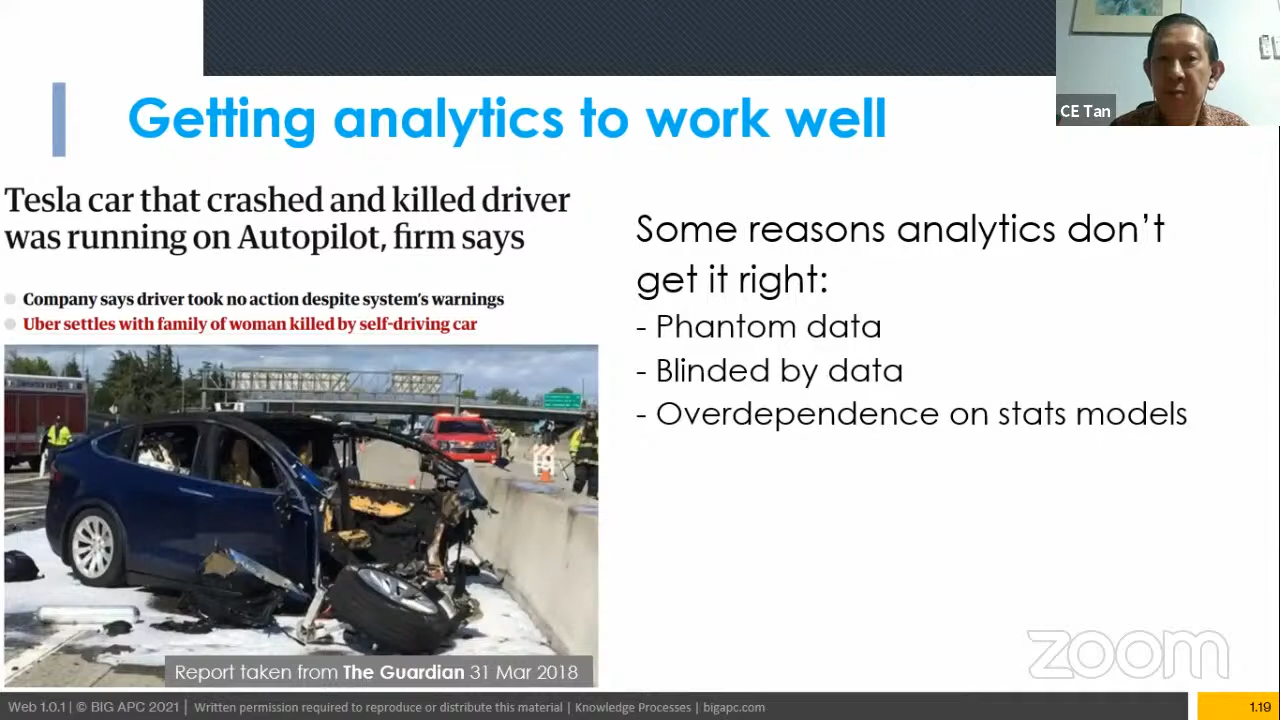 CE Tan
Getting analytics to work well
Tesla car that crashed and killed driver
was running on Autopilot, firm says
Company says driver took no action despite system's warnings
Uber settles with family of woman killed by self-driving car
Report taken from The Guardian 31 Mar 2018
Some reasons analytics don't
get it right:
- Phantom data
- Blinded by data
- Overdependence on stats models
zoom
Web 1.0.1 | © BIG APC 2021 | Written permission required to reproduce or distribute this material | Knowledge Processes | bigapc.com
1.19